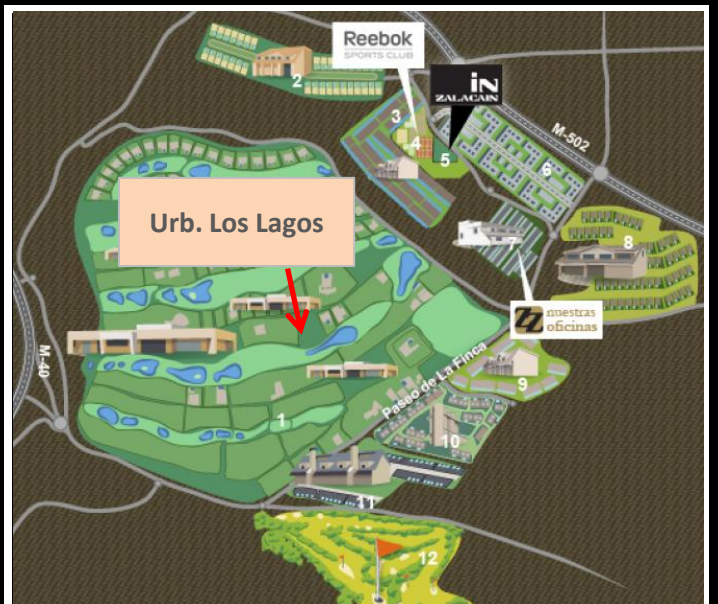 Reebok
SPORTS CLUB
2
in
ZALACAIN
3
4
5
M-502
6
Urb. Los Lagos
7
8
nuestras
oficinas
M-40
Paseo de La Finca
9
1
10
11
12